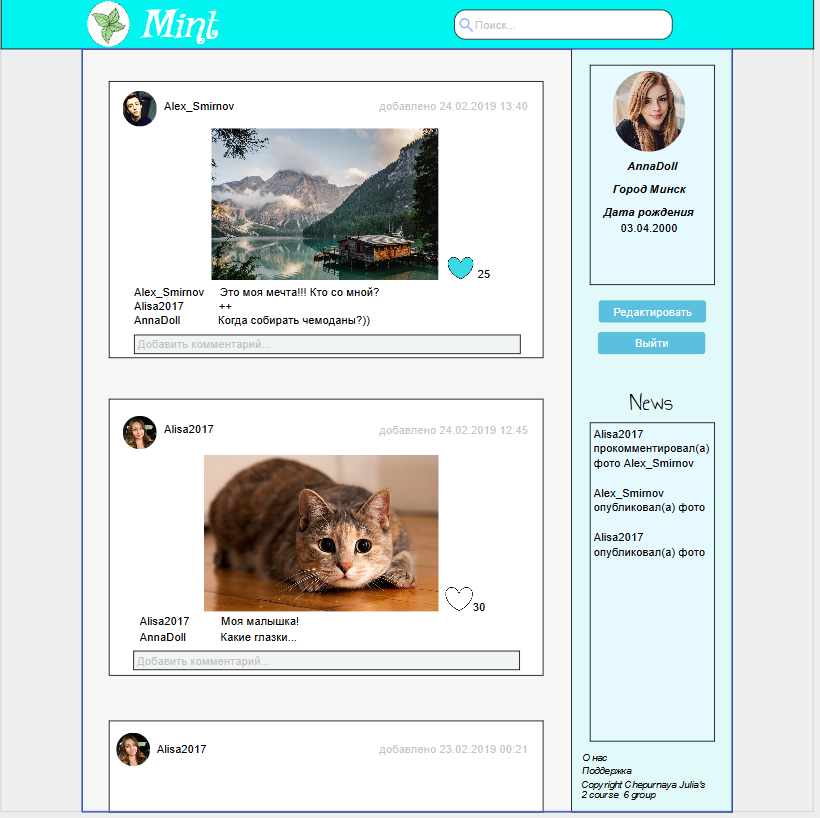 Mint
Поиск...
Alex_Smirnov
добавлено 24.02.2019 13:40
25
Alex_Smirnov Это моя мечта!!! Кто со мной?
Alisa2017 ++
AnnaDoll Когда собирать чемоданы?))
Добавить комментарий...
Alisa2017
добавлено 24.02.2019 12:45
30
Alisa2017 Моя малышка!
AnnaDoll Какие глазки...
Добавить комментарий...
Alisa2017
добавлено 23.02.2019 00:21
AnnaDoll
Город Минск
Дата рождения
03.04.2000
Редактировать
Выйти
News
Alisa2017
прокомментировал(а)
фото Alex_Smirnov
Alex_Smirnov
опубликовал(а) фото
Alisa2017
опубликовал(а) фото
О нас
Поддержка
Copyright Chepurnaya Julia's
2 course 6 group